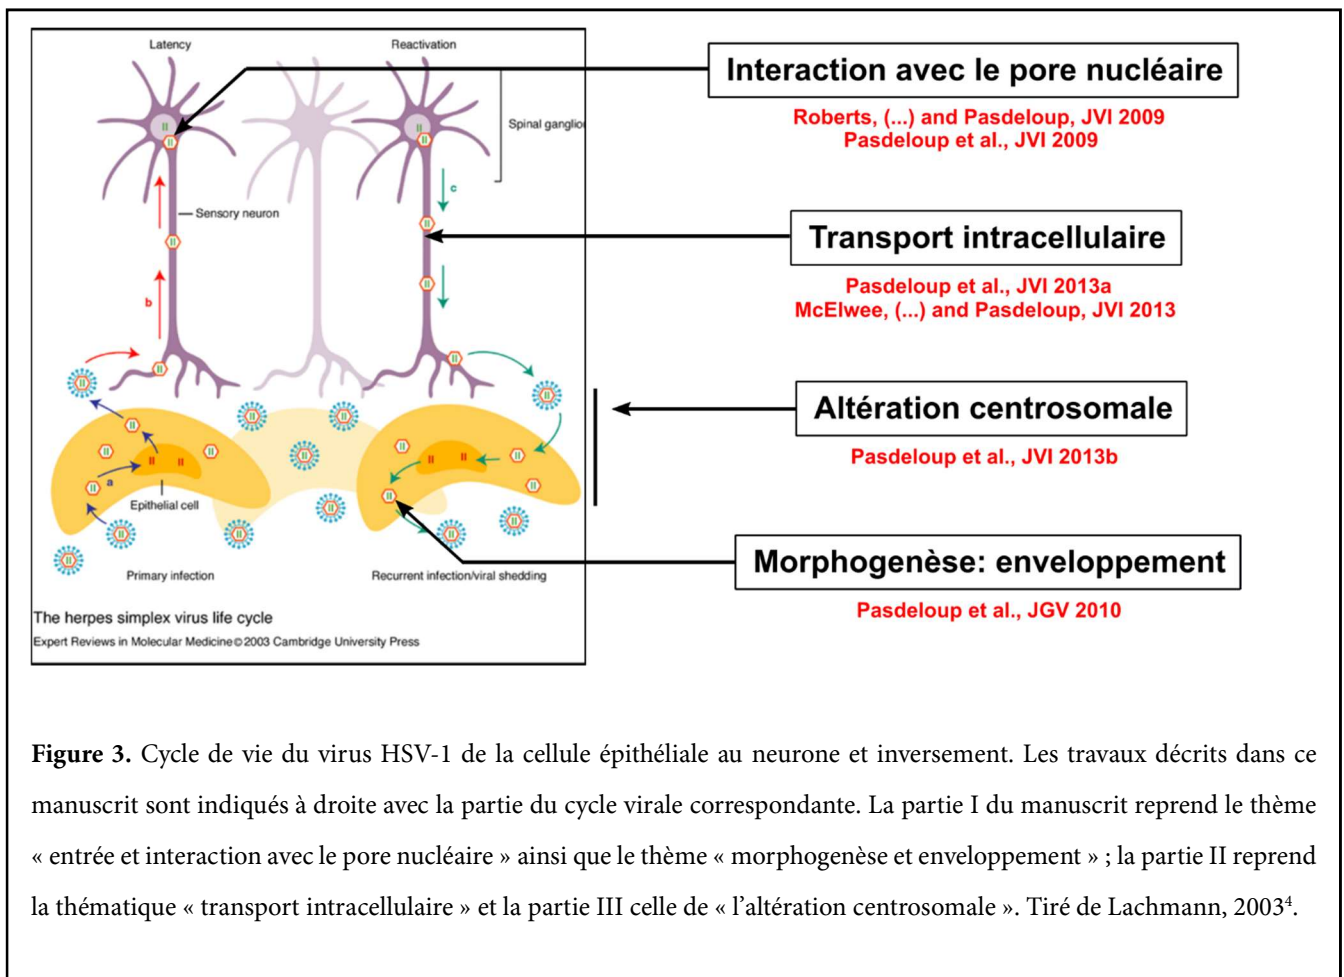 Latency
Reactivation
Spinal ganglion
Sensory neuron
b
c
a
Epithelial cell
Primary infection
Recurrent infection/viral shedding
The herpes simplex virus life cycle
Expert Reviews in Molecular Medicine©2003 Cambridge University Press
Interaction avec le pore nucléaire
Roberts, (...) and Pasdeloup, JVI 2009
Pasdeloup et al., JVI 2009
Transport intracellulaire
Pasdeloup et al., JVI 2013a
McElwee, (...) and Pasdeloup, JVI 2013
Altération centrosomale
Pasdeloup et al., JVI 2013b
Morphogenèse: enveloppement
Pasdeloup et al., JGV 2010
Figure 3. Cycle de vie du virus HSV-1 de la cellule épithéliale au neurone et inversement. Les travaux décrits dans ce
manuscrit sont indiqués à droite avec la partie du cycle virale correspondante. La partie I du manuscrit reprend le thème
« entrée et interaction avec le pore nucléaire » ainsi que le thème « morphogenèse et enveloppement » ; la partie II reprend
la thématique « transport intracellulaire » et la partie III celle de « l'altération centrosomale ». Tiré de Lachmann, 2003⁴.